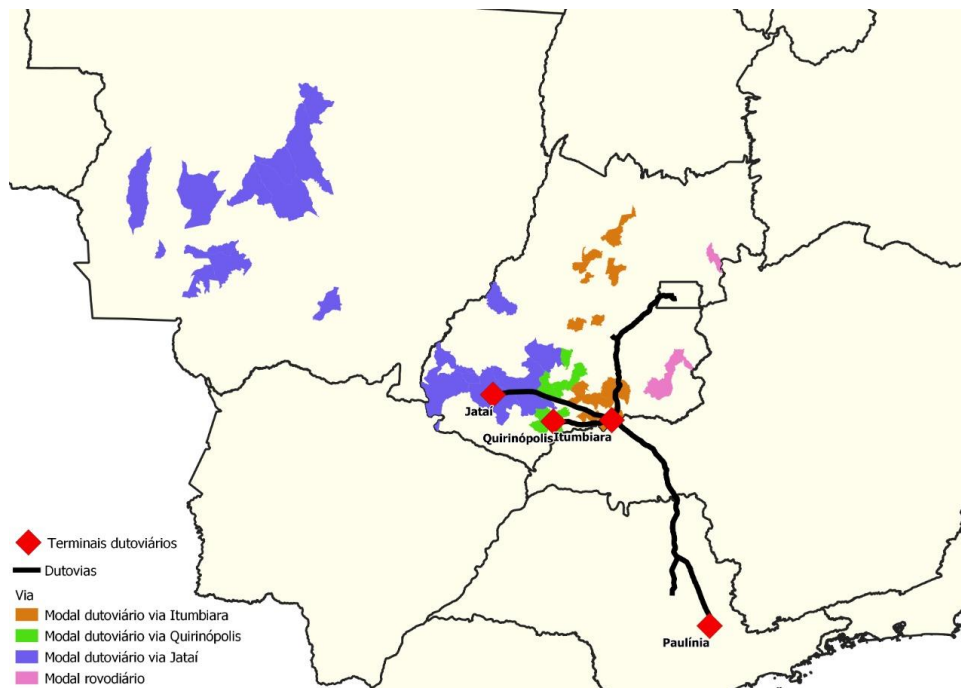 Jataí
Quirinópolis
Itumbiara
Paulínia
Terminais dutoviários
Dutovias
Via
Modal dutoviário via Itumbiara
Modal dutoviário via Quirinópolis
Modal dutoviário via Jataí
Modal rovodiário